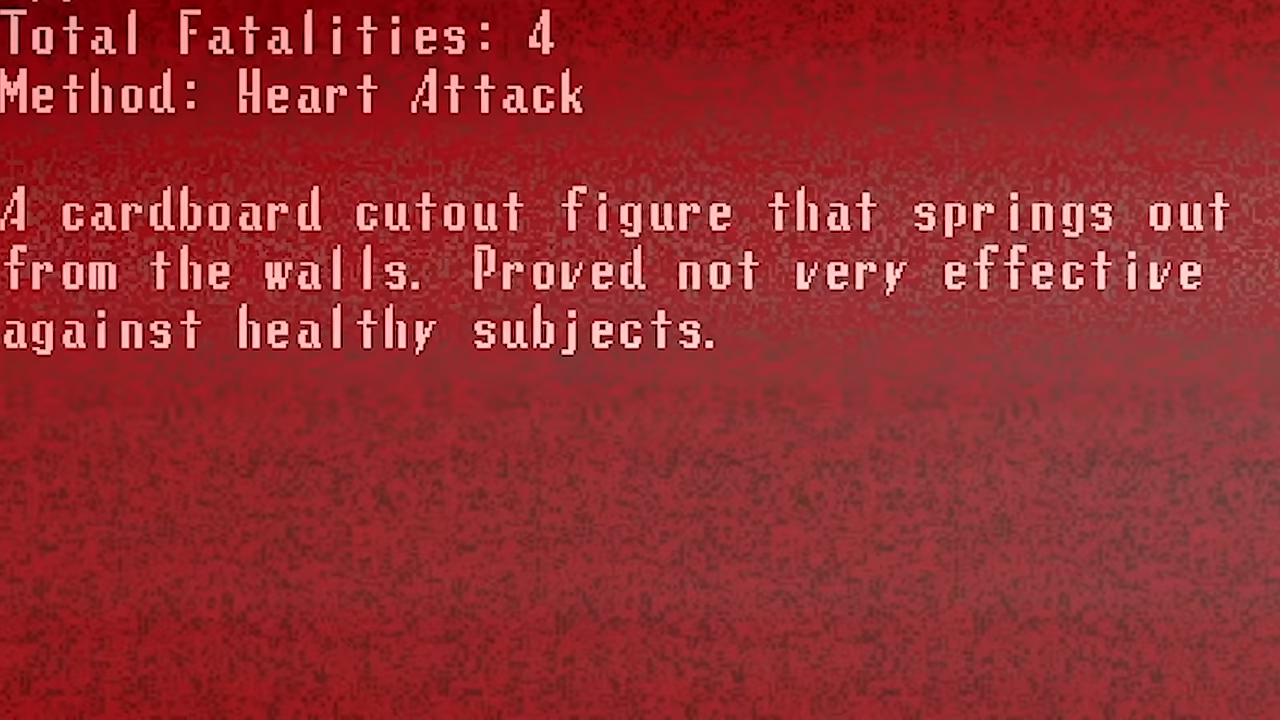 Total Fatalities: 4
Method: Heart Attack
A cardboard cutout figure that springs out
from the walls. Proved not very effective
against healthy subjects.